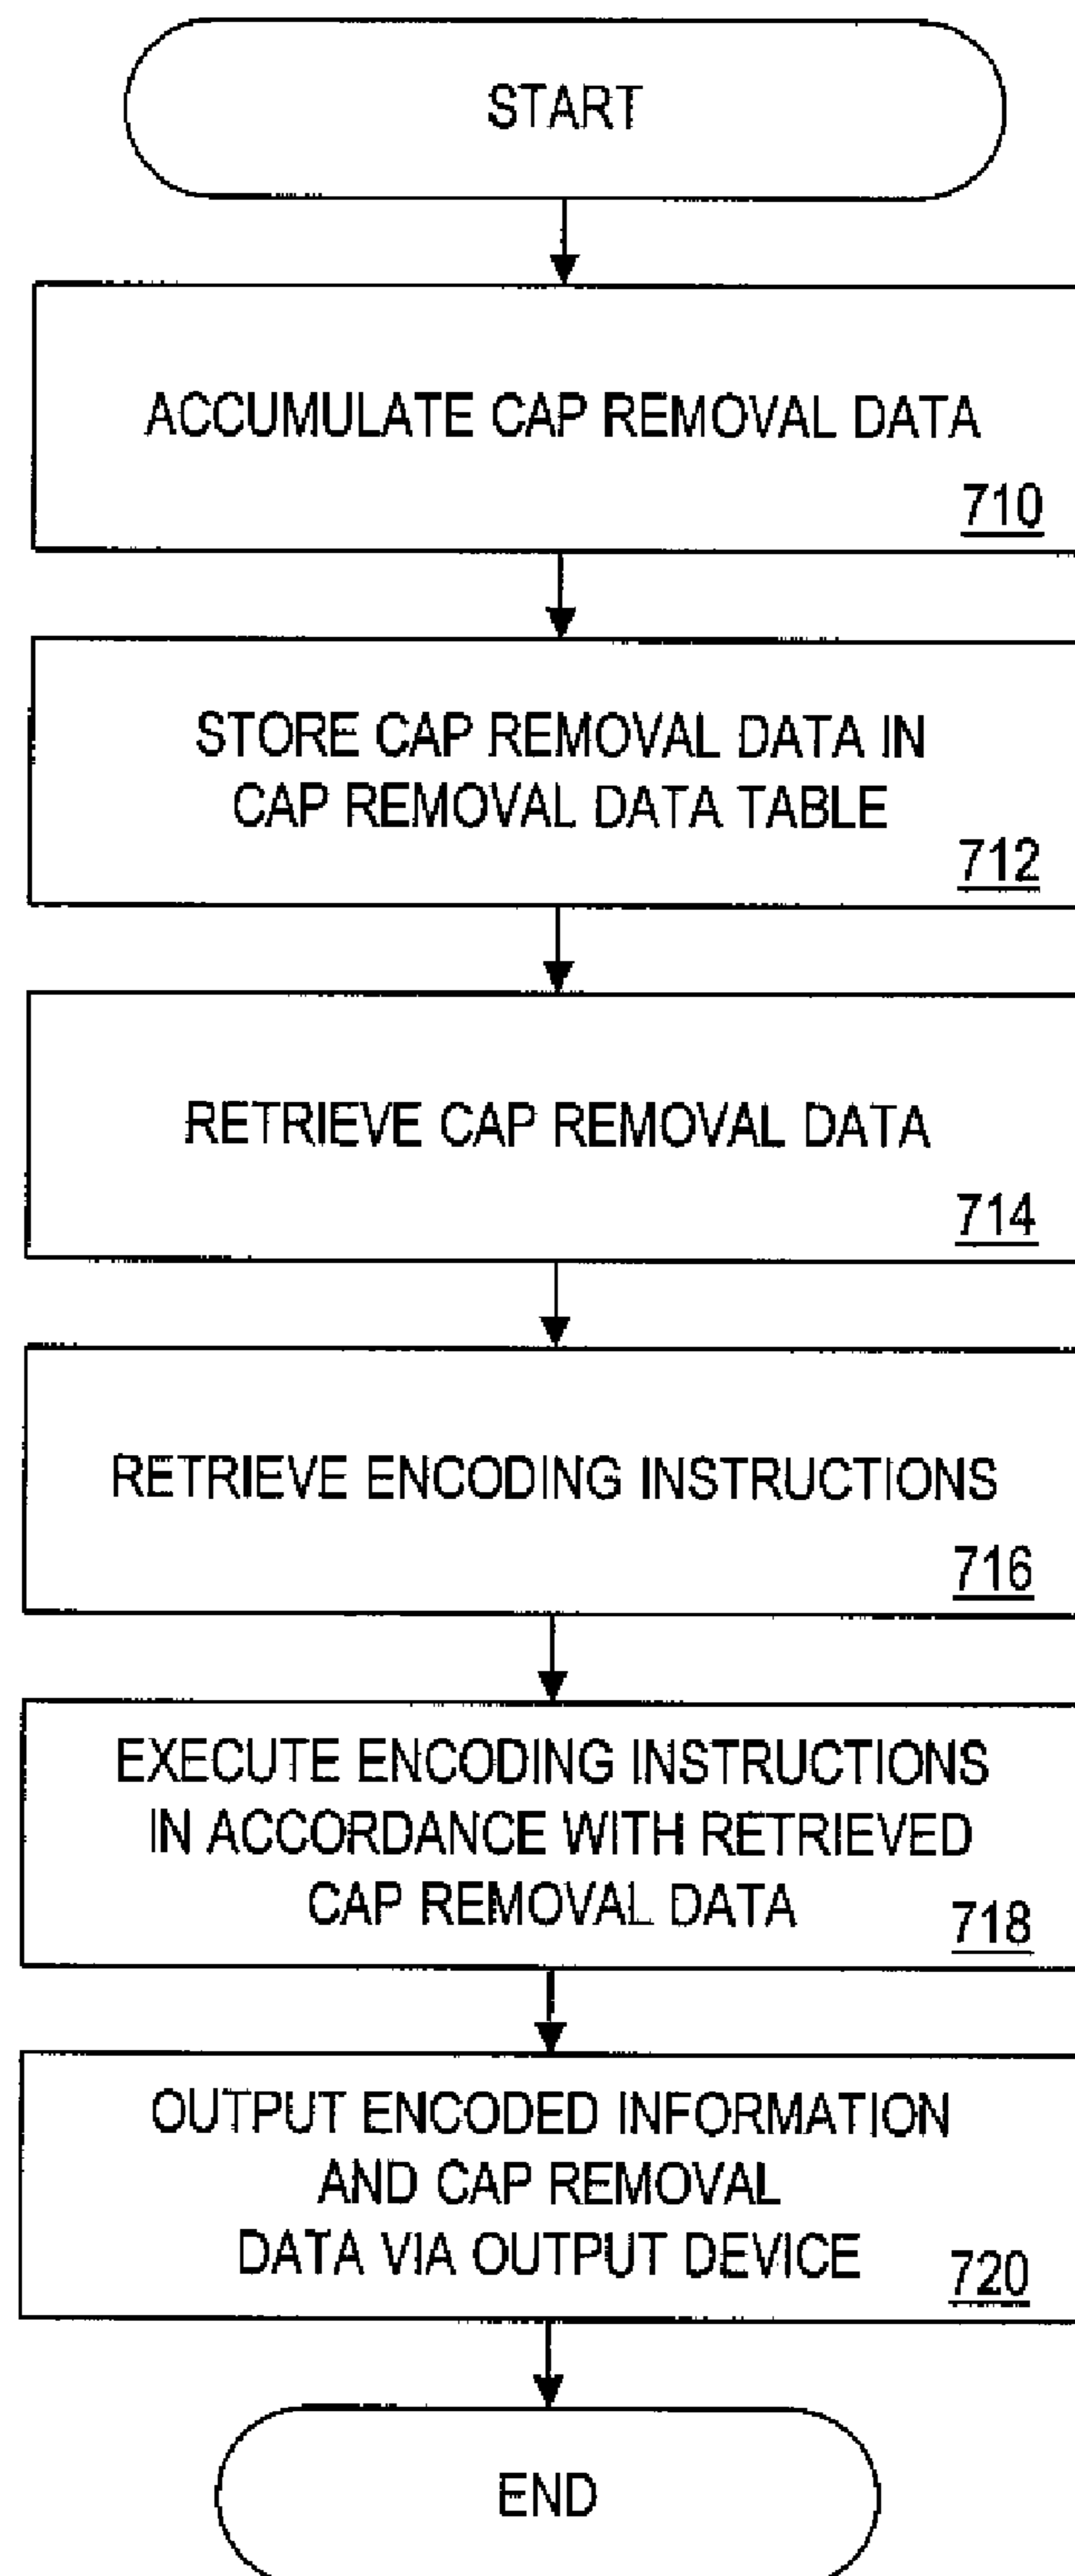 START
ACCUMULATE CAP REMOVAL DATA
710
STORE CAP REMOVAL DATA IN
CAP REMOVAL DATA TABLE
712
RETRIEVE CAP REMOVAL DATA
714
RETRIEVE ENCODING INSTRUCTIONS
716
EXECUTE ENCODING INSTRUCTIONS
IN ACCORDANCE WITH RETRIEVED
CAP REMOVAL DATA
718
OUTPUT ENCODED INFORMATION
AND CAP REMOVAL
DATA VIA OUTPUT DEVICE
720
END